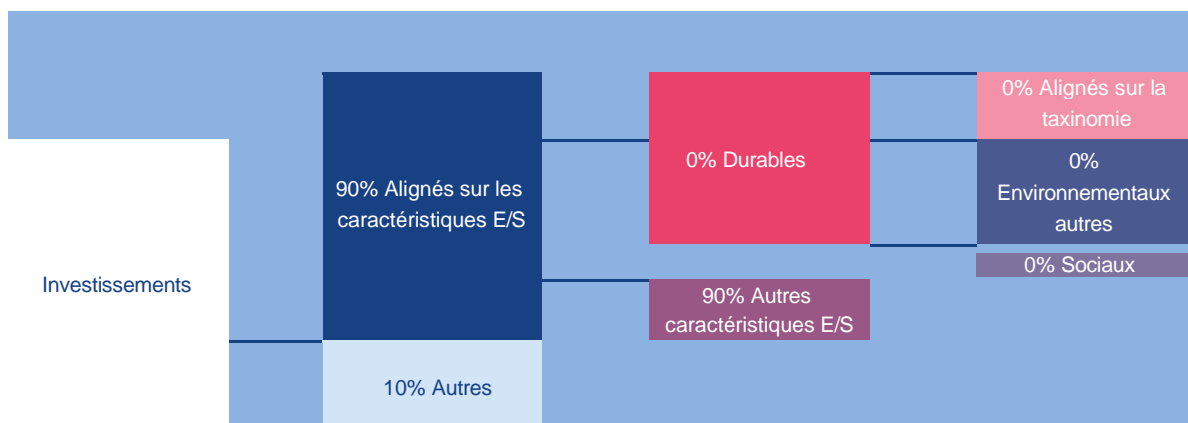 Investissements
90% Alignés sur les
caractéristiques E/S
10% Autres
0% Durables
90% Autres
caractéristiques E/S
0% Alignés sur la
taxinomie
0%
Environnementaux
autres
0% Sociaux